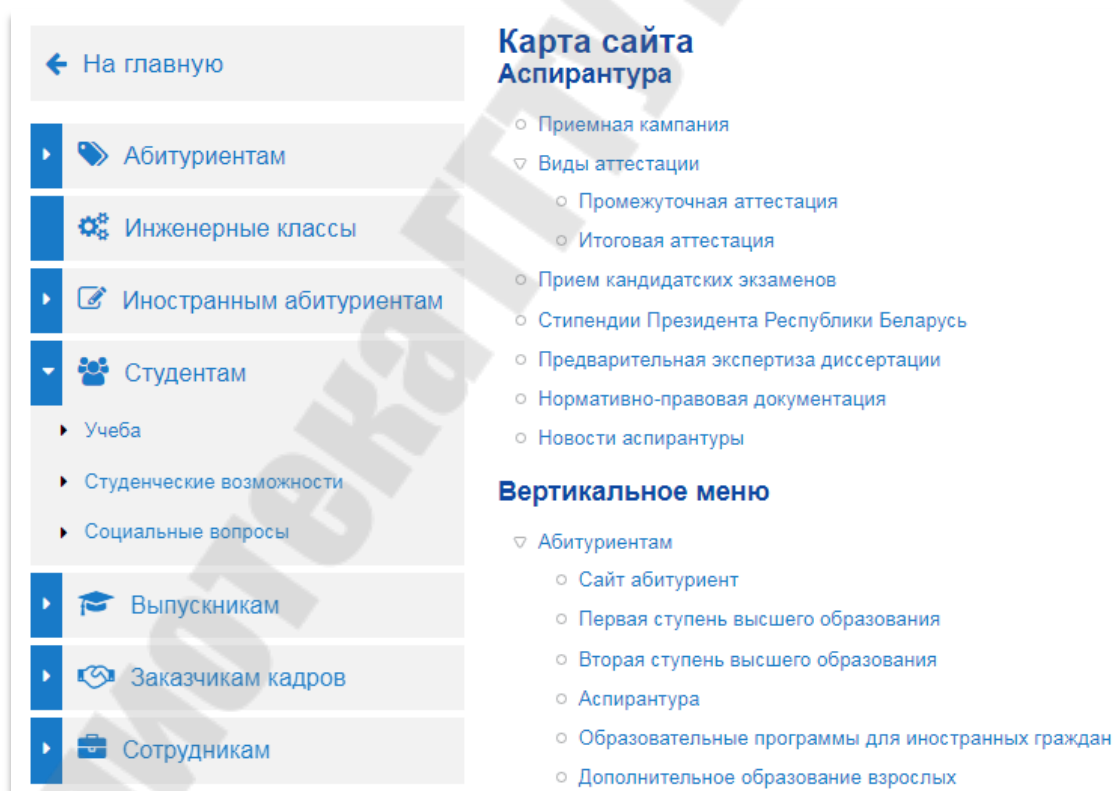 На главную
Абитуриентам
Инженерные классы
Иностранным абитуриентам
Студентам
Учеба
Студенческие возможности
Социальные вопросы
Выпускникам
Заказчикам кадров
Сотрудникам
Карта сайта
Аспирантура
Приемная кампания
Виды аттестации
Промежуточная аттестация
Итоговая аттестация
Прием кандидатских экзаменов
Стипендии Президента Республики Беларусь
Предварительная экспертиза диссертации
Нормативно-правовая документация
Новости аспирантуры
Вертикальное меню
Абитуриентам
Сайт абитуриент
Первая ступень высшего образования
Вторая ступень высшего образования
Аспирантура
Образовательные программы для иностранных граждан
Дополнительное образование взрослых